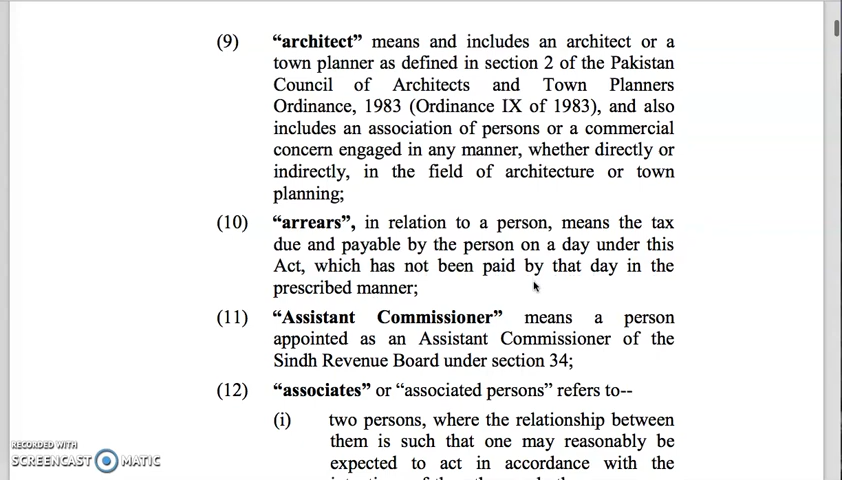 (9) “architect” means and includes an architect or a
town planner as defined in section 2 of the Pakistan
Council of Architects and Town Planners
Ordinance, 1983 (Ordinance IX of 1983), and also
includes an association of persons or a commercial
concern engaged in any manner, whether directly or
indirectly, in the field of architecture or town
planning;
(10) “arrears”, in relation to a person, means the tax
due and payable by the person on a day under this
Act, which has not been paid by that day in the
prescribed manner;
(11) “Assistant Commissioner” means a person
appointed as an Assistant Commissioner of the
Sindh Revenue Board under section 34;
(12) “associates” or “associated persons” refers to--
(i) two persons, where the relationship between
them is such that one may reasonably be
expected to act in accordance with the
RECORDED WITH
SCREENCAST MATIC